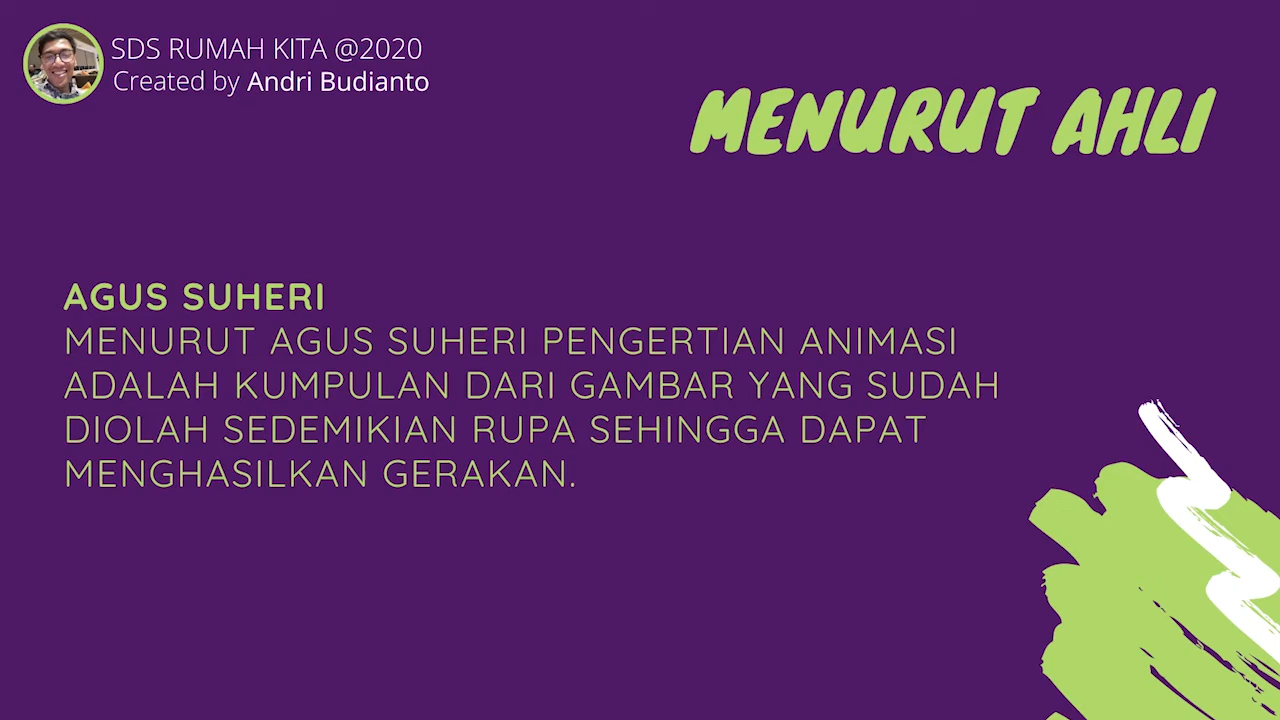 SDS RUMAH KITA @2020
Created by Andri Budianto
MENURUT AHLI
AGUS SUHERI
MENURUT AGUS SUHERI PENGERTIAN ANIMASI
ADALAH KUMPULAN DARI GAMBAR YANG SUDAH
DIOLAH SEDEMIKIAN RUPA SEHINGGA DAPAT
MENGHASILKAN GERAKAN.